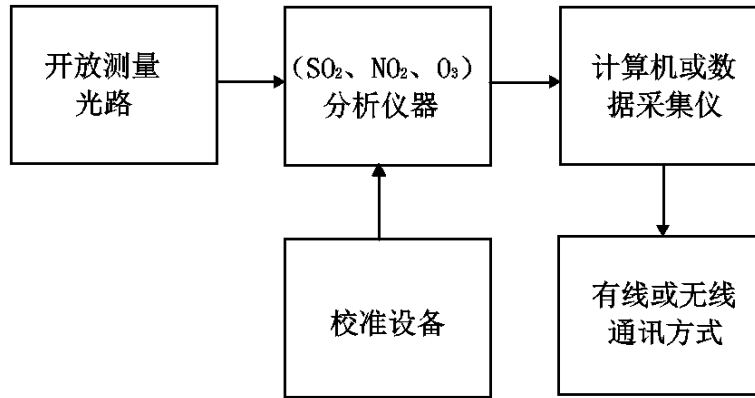 开放测量
光路
（SO₂、NO₂、O₃）
分析仪器
计算机或数
据采集仪
校准设备
有线或无线
通讯方式